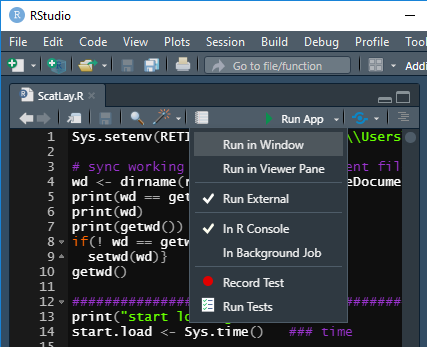 RStudio
File Edit Code View Plots Session Build Debug Profile
Go to file/function
Addi
ScatLay.R
Run App
1 Sys.setenv(RETI \\Users
2
3 # sync working ent fil
4 wd <- dirname(r eDocume
5 print(wd == getw
6 print(wd)
7 print(getwd())
8 if(! wd == getw
9 setwd(wd)}
10 getwd()
11
12 ####################################
13 print("start lo
14 start.load <- Sys.time() ### time
Run in Window
Run in Viewer Pane
Run External
In R Console
In Background Job
Record Test
Run Tests